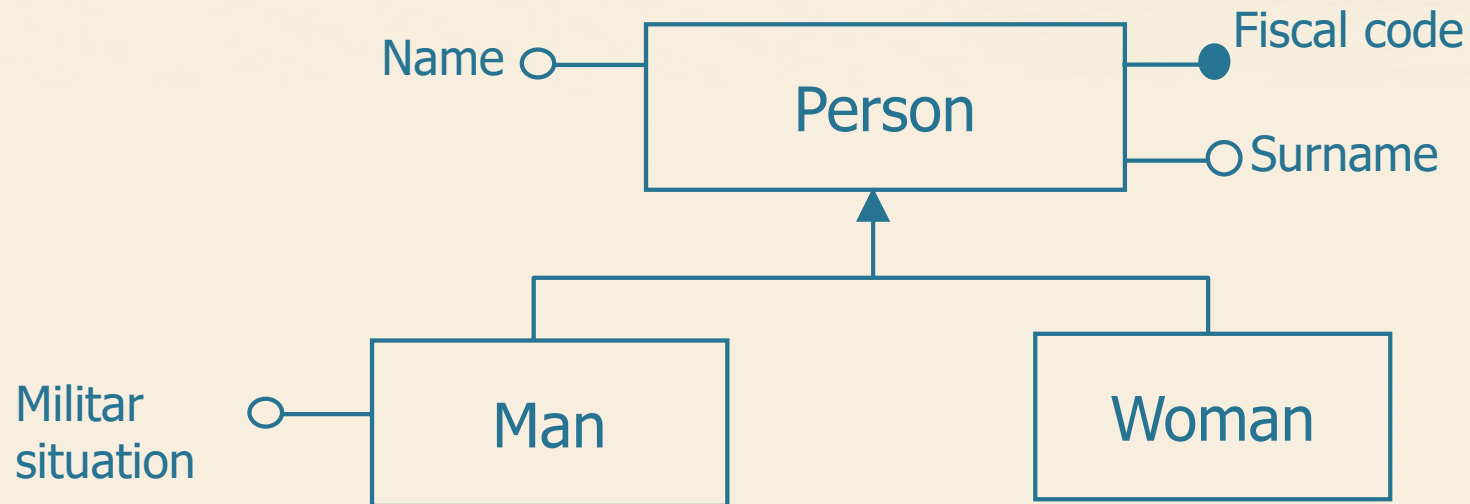 Name
Fiscal code
Person
Surname
Militar
situation
Man
Woman